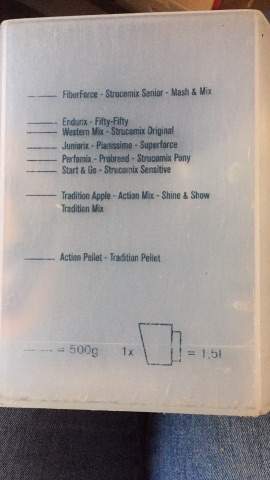 FiberForce - Strucomix Senior - Mash & Mix
Endurix - Fifty-Fifty
Western Mix - Strucomix Original
Juniorix - Pianissime - Superforce
Perfomix - Probreed - Strucomix Pony
Start & Go - Strucomix Sensitive
Tradition Apple - Action Mix - Shine & Show
Tradition Mix
Action Pellet - Tradition Pellet
= 500g 1x = 1,5l